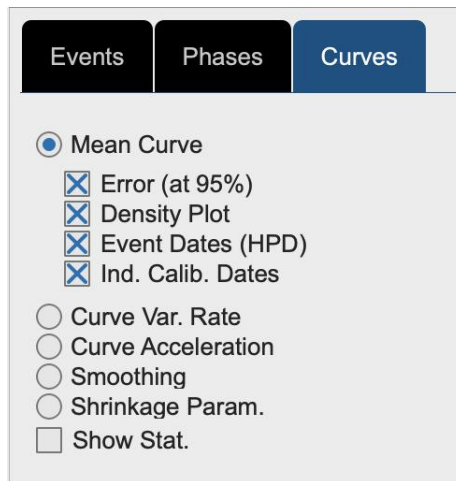 Events Phases Curves
Mean Curve
Error (at 95%)
Density Plot
Event Dates (HPD)
Ind. Calib. Dates
Curve Var. Rate
Curve Acceleration
Smoothing
Shrinkage Param.
Show Stat.